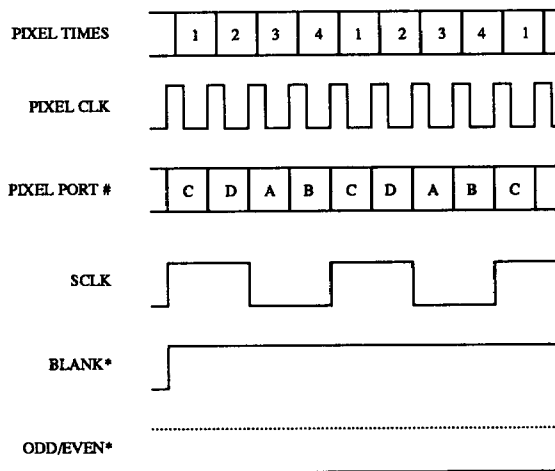 PIXEL TIMES 1 2 3 4 1 2 3 4 1
PIXEL CLK
PIXEL PORT # C D A B C D A B C
SCLK
BLANK*
ODD/EVEN*